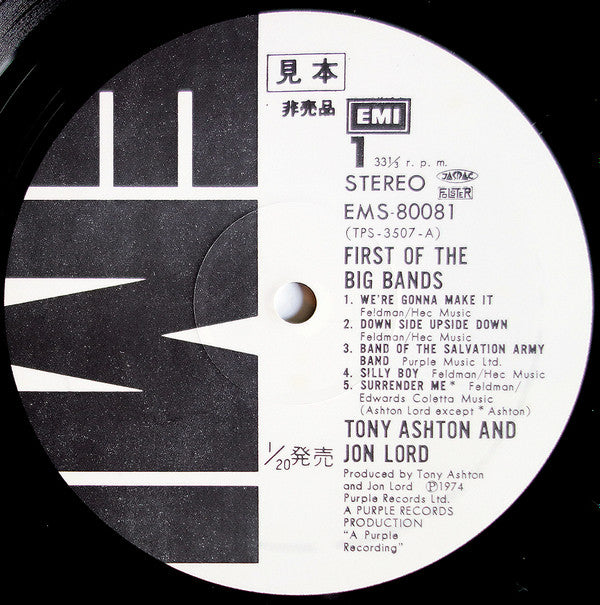 見本
非売品
EMI
1 33⅓ r. p. m.
STEREO JASRAC
FOLSTER
EMS-80081
(TPS-3507-A)
FIRST OF THE
BIG BANDS
1. WE'RE GONNA MAKE IT
Feldman/Hec Music
2. DOWN SIDE UPSIDE DOWN
Feldman/Hec Music
3. BAND OF THE SALVATION ARMY
BAND Purple Music Ltd.
4. SILLY BOY Feldman/Hec Music
5. SURRENDER ME* Feldman/
Edwards Coletta Music
(Ashton Lord except * Ashton)
TONY ASHTON AND
JON LORD
1/20発売
Produced by Tony Ashton
and Jon Lord ℗1974
Purple Records Ltd.
A PURPLE RECORDS
PRODUCTION
"A Purple
Recording"